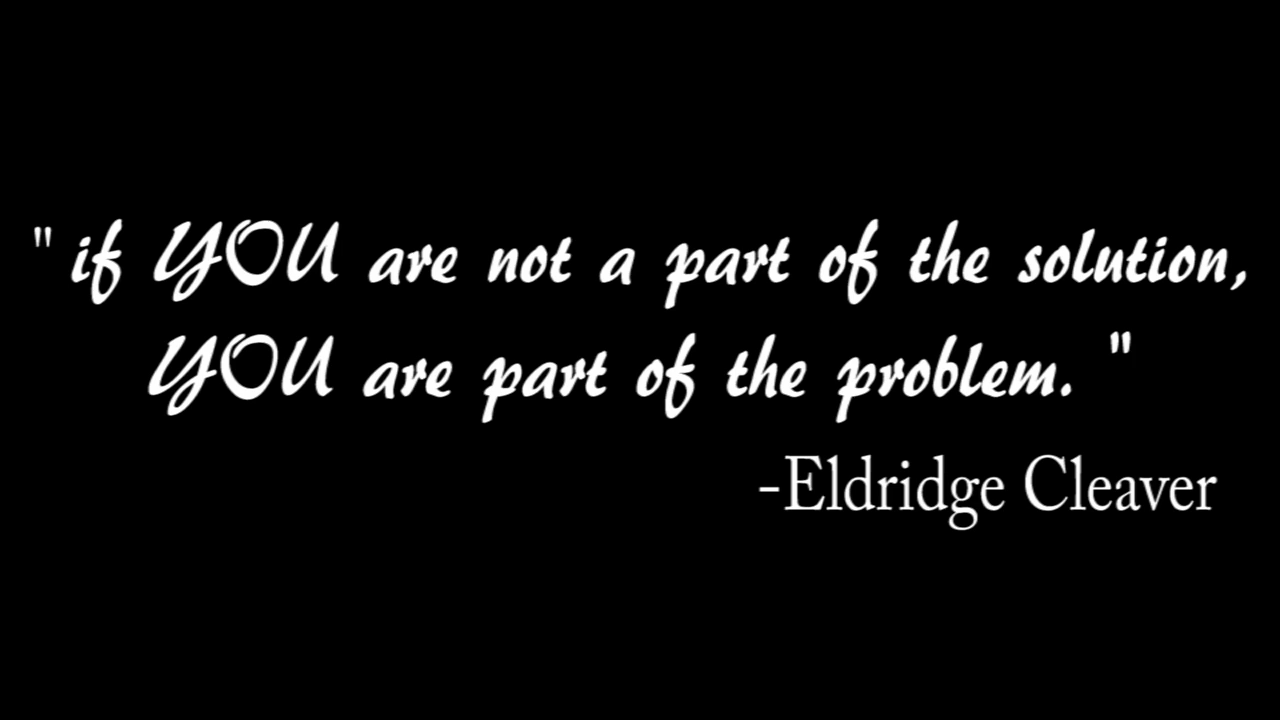 " if YOU are not a part of the solution,
YOU are part of the problem. "
-Eldridge Cleaver